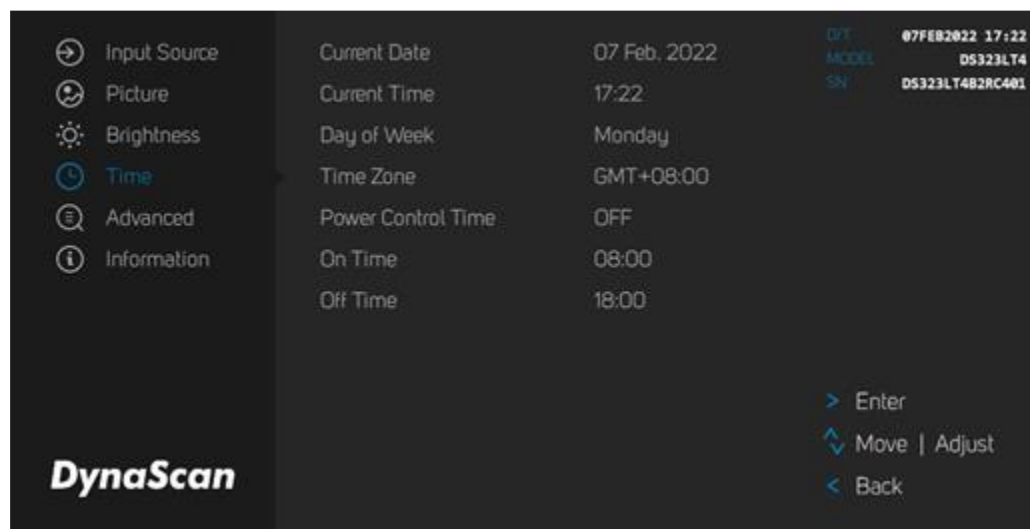 Input Source
Picture
Brightness
Time
Advanced
Information
DynaScan
Current Date 07 Feb. 2022
Current Time 17:22
Day of Week Monday
Time Zone GMT+08:00
Power Control Time OFF
On Time 08:00
Off Time 18:00
D/T 07FEB2022 17:22
MODEL DS323LT4
SN DS323LT4B2RC401
> Enter
Move | Adjust
< Back